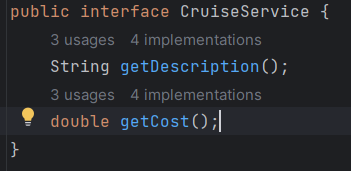 public interface CruiseService {
3 usages 4 implementations
String getDescription();
3 usages 4 implementations
double getCost();
}